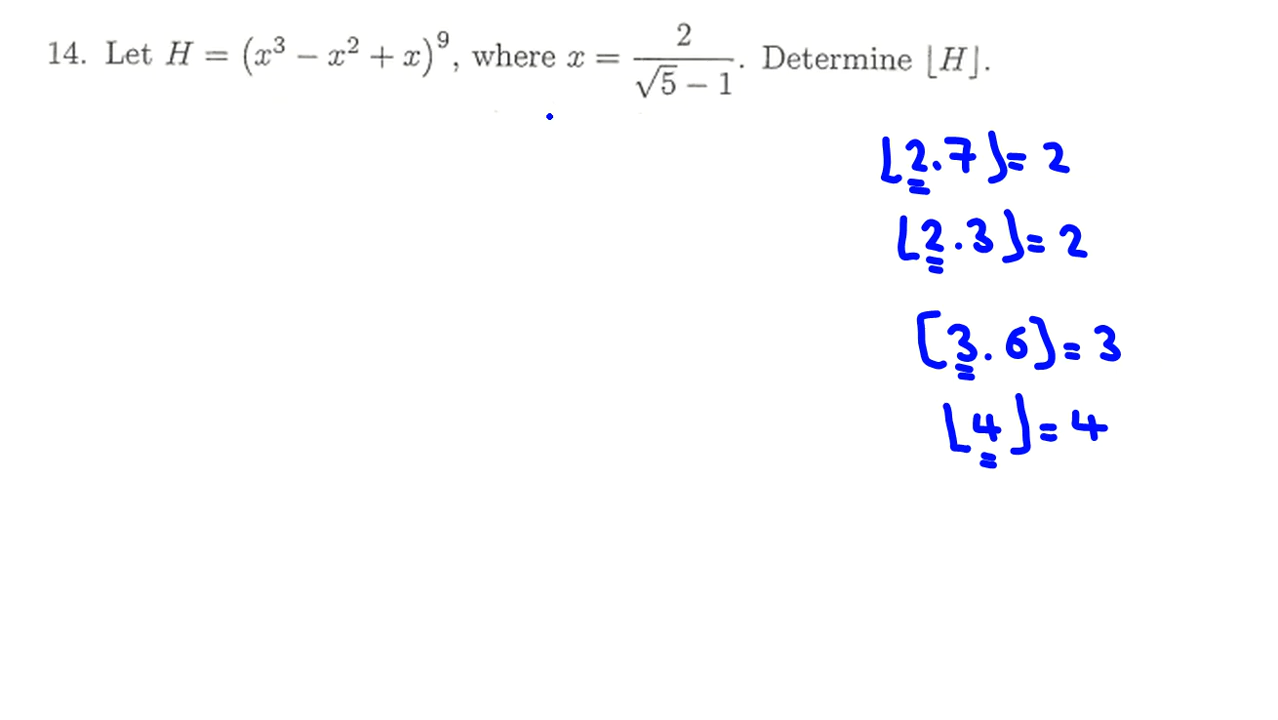 14. Let H = (x³ − x² + x)⁹, where x = 2/(√5 − 1). Determine ⌊H⌋.
⌊2.7⌋ = 2
⌊2.3⌋ = 2
[3.6] = 3
⌊4⌋ = 4